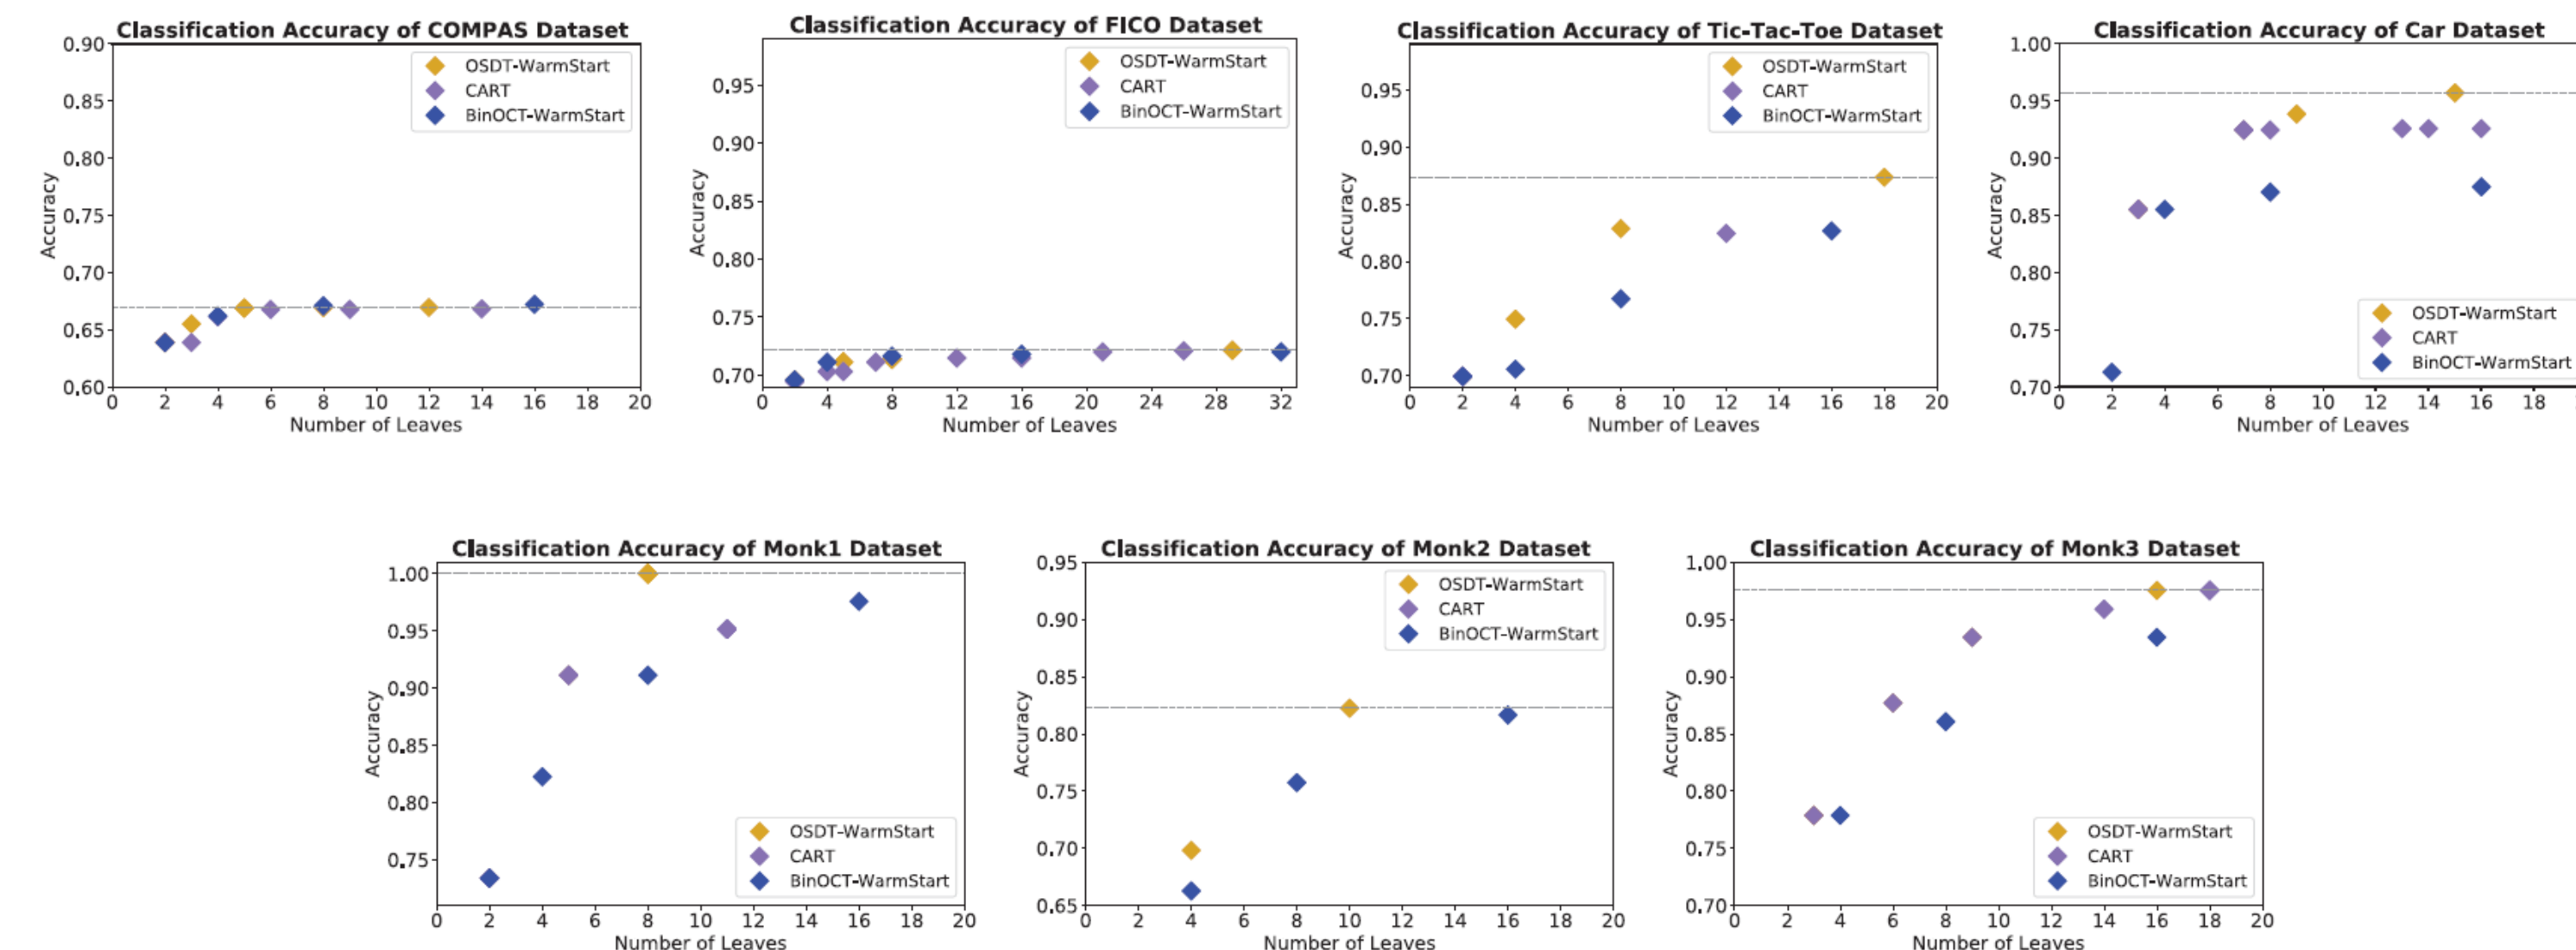 Classification Accuracy of COMPAS Dataset
0.90
0.85
0.80
0.75
0.70
0.65
0.60
Accuracy
OSDT-WarmStart
CART
BinOCT-WarmStart
0 2 4 6 8 10 12 14 16 18 20
Number of Leaves
Classification Accuracy of FICO Dataset
0.95
0.90
0.85
0.80
0.75
0.70
Accuracy
OSDT-WarmStart
CART
BinOCT-WarmStart
0 4 8 12 16 20 24 28 32
Number of Leaves
Classification Accuracy of Tic-Tac-Toe Dataset
0.95
0.90
0.85
0.80
0.75
0.70
Accuracy
OSDT-WarmStart
CART
BinOCT-WarmStart
0 2 4 6 8 10 12 14 16 18 20
Number of Leaves
Classification Accuracy of Car Dataset
1.00
0.95
0.90
0.85
0.80
0.75
0.70
Accuracy
OSDT-WarmStart
CART
BinOCT-WarmStart
0 2 4 6 8 10 12 14 16 18
Number of Leaves
Classification Accuracy of Monk1 Dataset
1.00
0.95
0.90
0.85
0.80
0.75
Accuracy
OSDT-WarmStart
CART
BinOCT-WarmStart
0 2 4 6 8 10 12 14 16 18 20
Number of Leaves
Classification Accuracy of Monk2 Dataset
0.95
0.90
0.85
0.80
0.75
0.70
0.65
Accuracy
OSDT-WarmStart
CART
BinOCT-WarmStart
0 2 4 6 8 10 12 14 16 18 20
Number of Leaves
Classification Accuracy of Monk3 Dataset
1.00
0.95
0.90
0.85
0.80
0.75
0.70
Accuracy
OSDT-WarmStart
CART
BinOCT-WarmStart
0 2 4 6 8 10 12 14 16 18 20
Number of Leaves